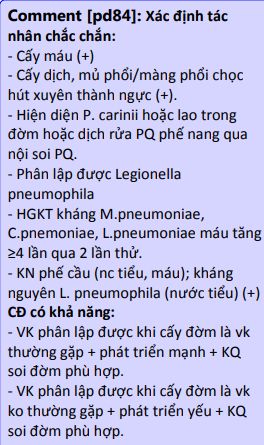 Comment [pd84]: Xác định tác
nhân chắc chắn:
- Cấy máu (+)
- Cấy dịch, mủ phổi/màng phổi chọc
hút xuyên thành ngực (+).
- Hiện diện P. carinii hoặc lao trong
đờm hoặc dịch rửa PQ phế nang qua
nội soi PQ.
- Phân lập được Legionella
pneumophila
- HGKT kháng M.pneumoniae,
C.pnemoniae, L.pneumoniae máu tăng
≥4 lần qua 2 lần thử.
- KN phế cầu (nc tiểu, máu); kháng
nguyên L. pneumophila (nước tiểu) (+)
CĐ có khả năng:
- VK phân lập được khi cấy đờm là vk
thường gặp + phát triển mạnh + KQ
soi đờm phù hợp.
- VK phân lập được khi cấy đờm là vk
ko thường gặp + phát triển yếu + KQ
soi đờm phù hợp.